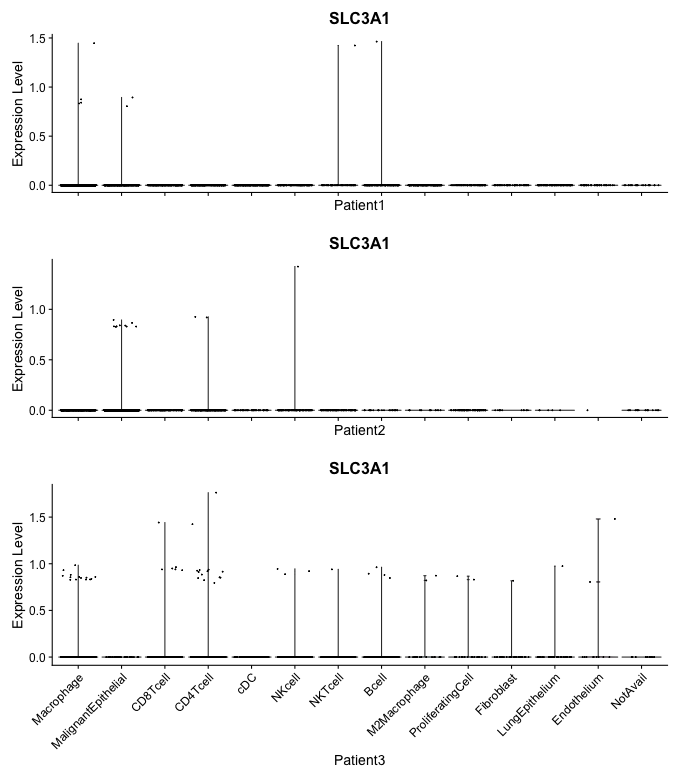 SLC3A1
Expression Level
1.5
1.0
0.5
0.0
Patient1
SLC3A1
Expression Level
1.0
0.5
0.0
Patient2
SLC3A1
Expression Level
1.5
1.0
0.5
0.0
Macrophage
MalignantEpithelial
CD8Tcell
CD4Tcell
cDC
NKcell
NKTcell
Bcell
M2Macrophage
ProliferatingCell
Fibroblast
LungEpithelium
Endothelium
NotAvail
Patient3